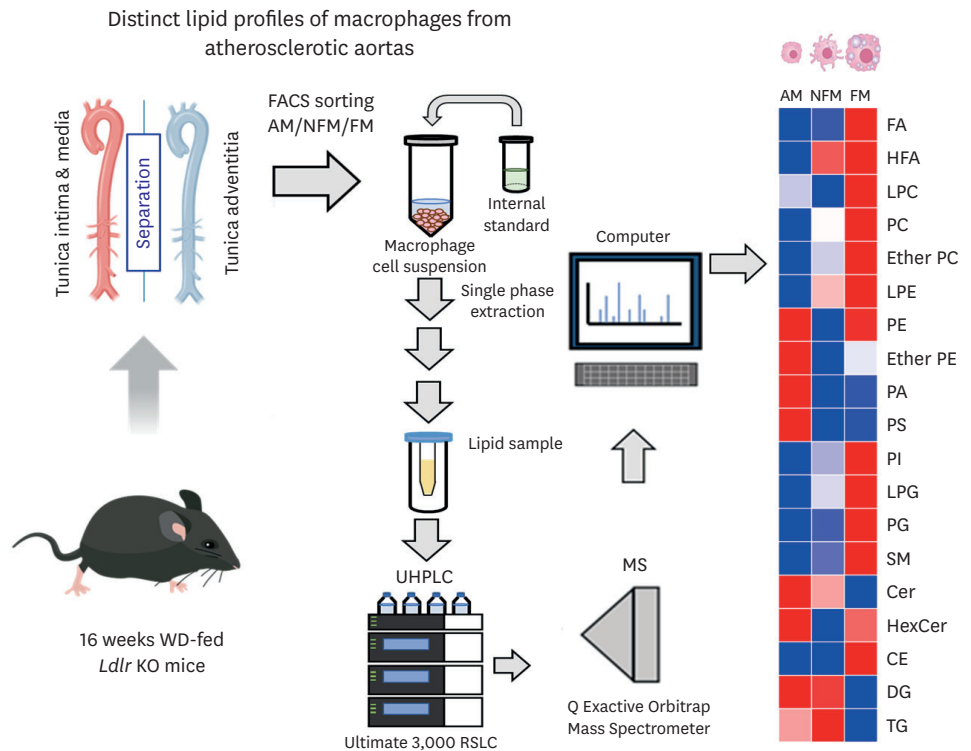 Distinct lipid profiles of macrophages from
atherosclerotic aortas
Tunica intima & media
Separation
Tunica adventitia
FACS sorting
AM/NFM/FM
Internal
standard
Macrophage
cell suspension
Single phase
extraction
Lipid sample
UHPLC
Ultimate 3,000 RSLC
MS
Q Exactive Orbitrap
Mass Spectrometer
Computer
16 weeks WD-fed
Ldlr KO mice
AM NFM FM
FA
HFA
LPC
PC
Ether PC
LPE
PE
Ether PE
PA
PS
PI
LPG
PG
SM
Cer
HexCer
CE
DG
TG